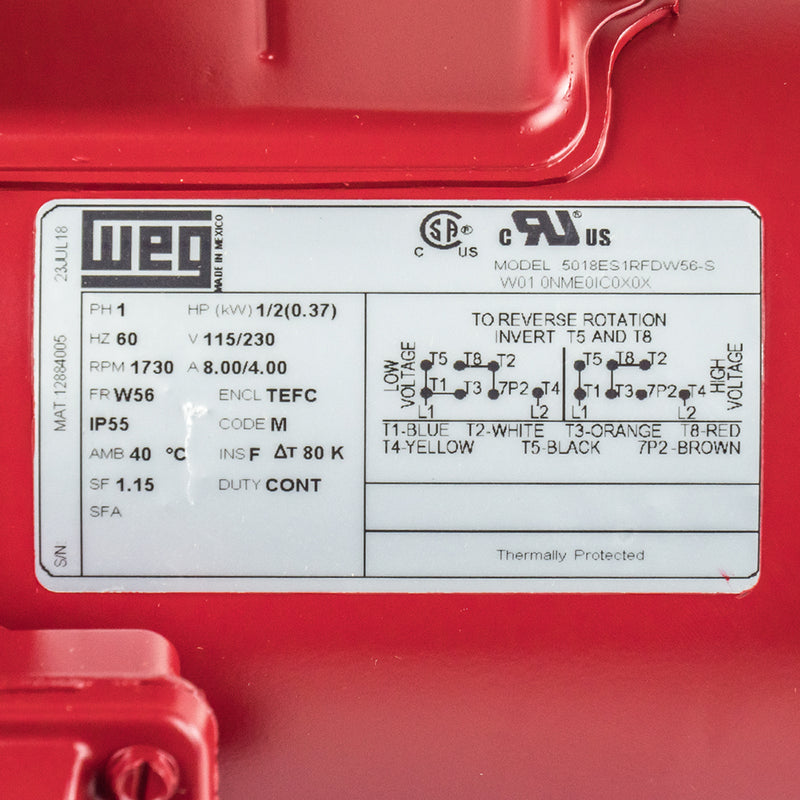 23JUL18
MAT 12884005
S/N:
WEG
MADE IN MEXICO
CSA ®
C US
c RU ® US
MODEL 5018ES1RFDW56-S
W01 0NME0IC0X0X
PH 1 HP (kW) 1/2(0.37)
HZ 60 V 115/230
RPM 1730 A 8.00/4.00
FR W56 ENCL TEFC
IP55 CODE M
AMB 40 °C INS F ΔT 80 K
SF 1.15 DUTY CONT
SFA
TO REVERSE ROTATION
INVERT T5 AND T8
LOW VOLTAGE
T5 T8 T2
T1 T3 7P2 T4
L1 L2
T5 T8 T2
T1 T3 7P2 T4
L1 L2
HIGH VOLTAGE
T1-BLUE T2-WHITE T3-ORANGE T8-RED
T4-YELLOW T5-BLACK 7P2-BROWN
Thermally Protected